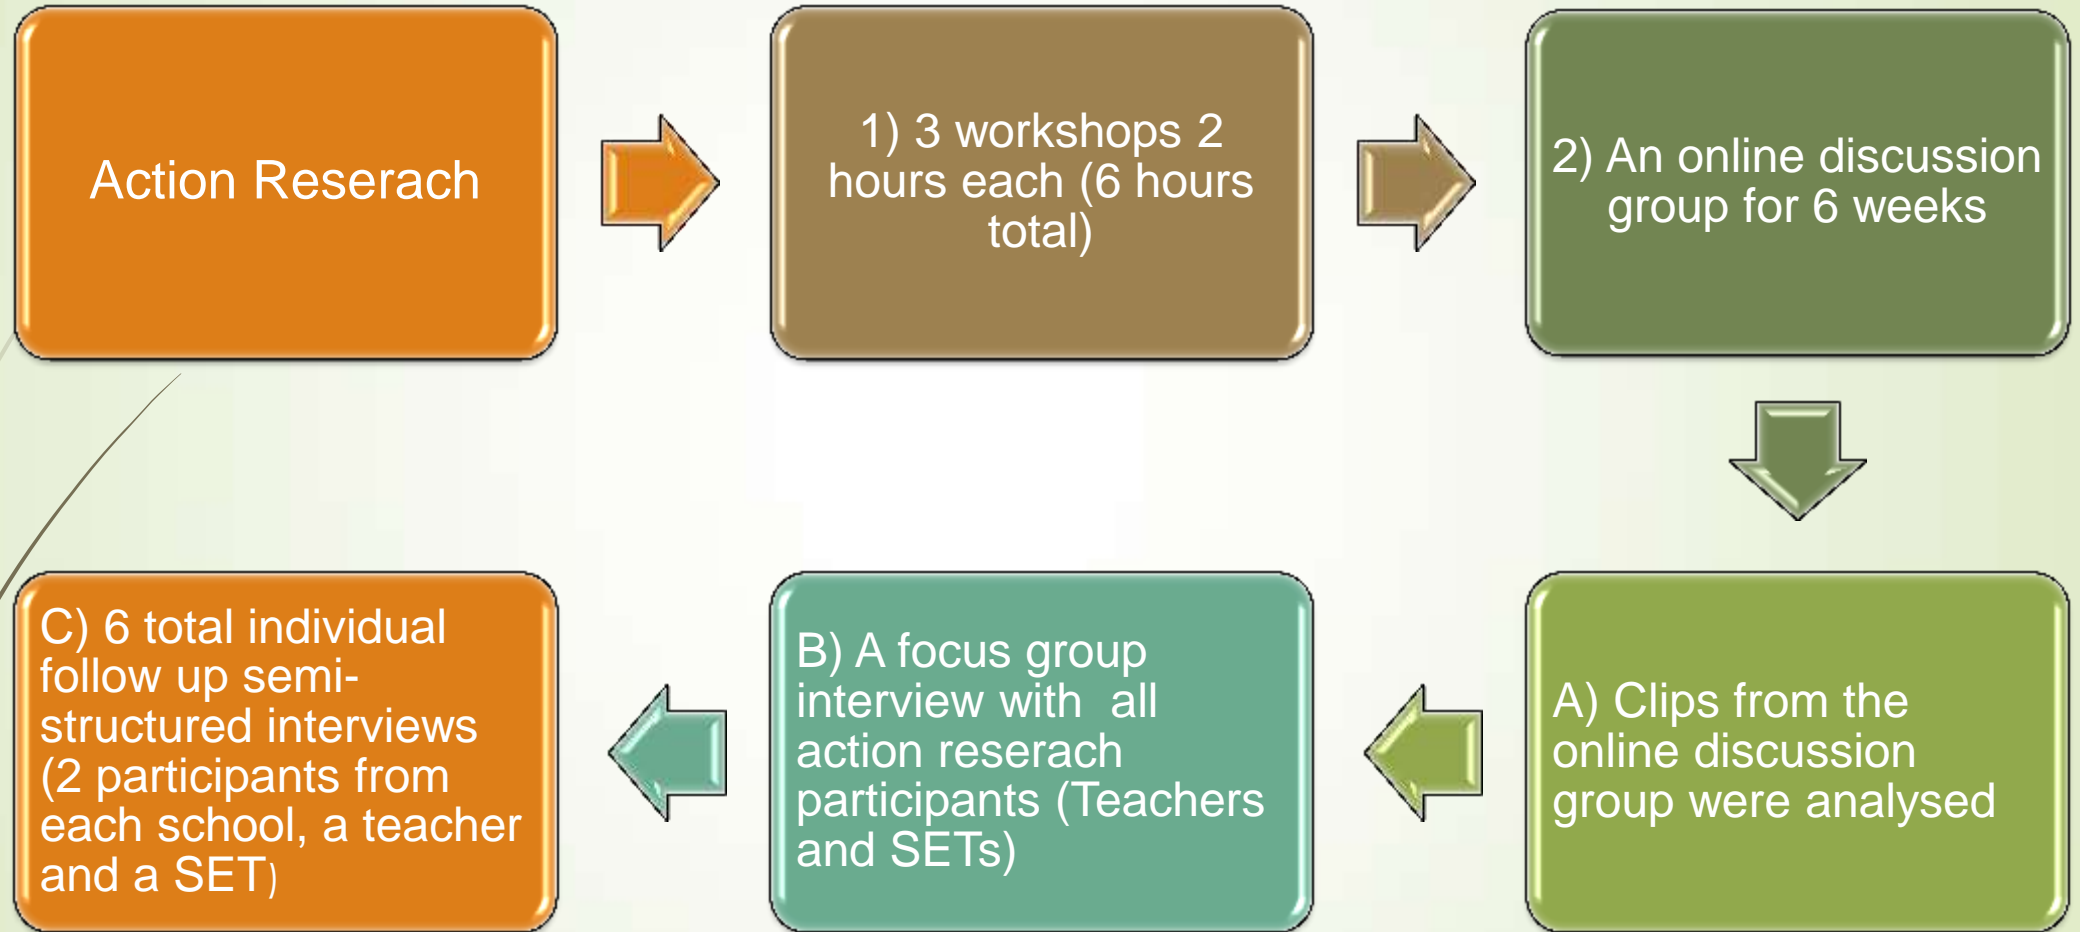 Action Reserach
1) 3 workshops 2
hours each (6 hours
total)
2) An online discussion
group for 6 weeks
A) Clips from the
online discussion
group were analysed
B) A focus group
interview with  all
action reserach
participants (Teachers
and SETs)
C) 6 total individual
follow up semi-
structured interviews
(2 participants from
each school, a teacher
and a SET)